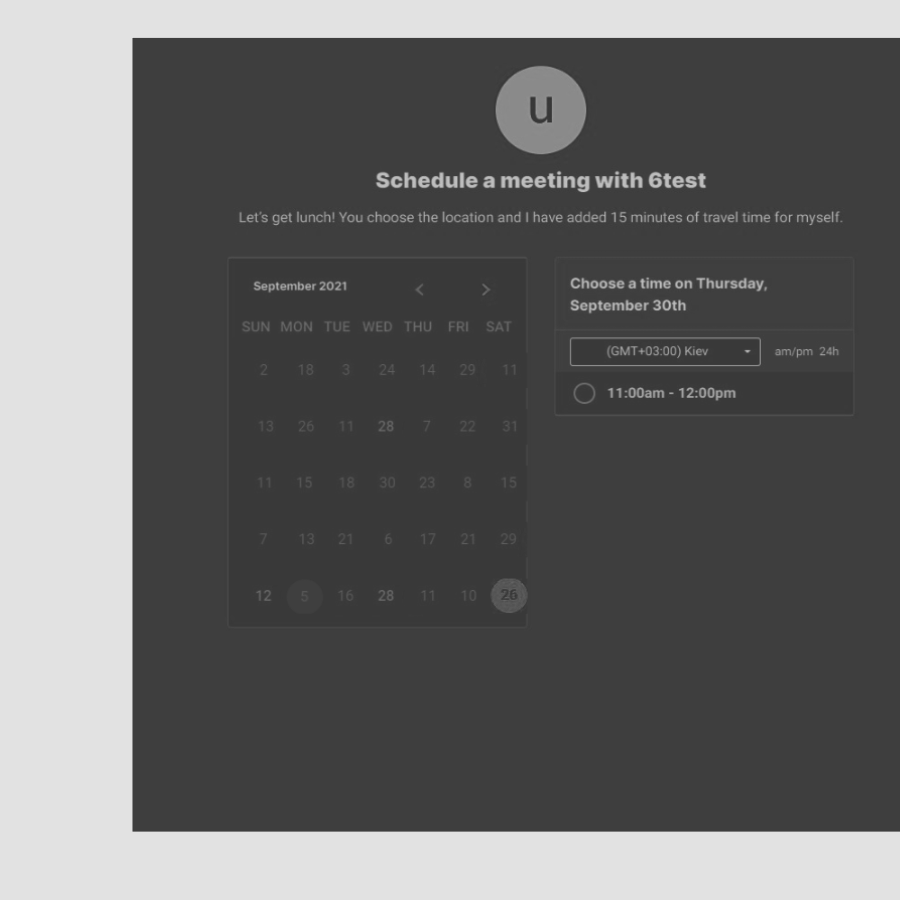 u
Schedule a meeting with 6test
Let's get lunch! You choose the location and I have added 15 minutes of travel time for myself.
September 2021
SUN MON TUE WED THU FRI SAT
2 18 3 24 14 29 11
13 26 11 28 7 22 31
11 15 18 30 23 8 15
7 13 21 6 17 21 29
12 5 16 28 11 10 26
Choose a time on Thursday,
September 30th
(GMT+03:00) Kiev am/pm 24h
11:00am - 12:00pm